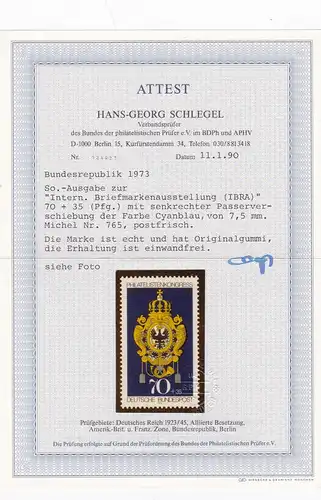 ATTEST
HANS-GEORG SCHLEGEL
Verbandsprüfer
des Bundes der philatelistischen Prüfer e.V. im BDPh und APHV
D-1000 Berlin 15, Kurfürstendamm 34, Telefon 030/8813418
Nr. Datum: 11.1.90
Bundesrepublik 1973
So.-Ausgabe zur
"Intern. Briefmarkenausstellung (IBRA)"
70 + 35 (Pfg.) mit senkrechter Passerver-
schiebung der Farbe Cyanblau, von 7,5 mm.
Michel Nr. 765, postfrisch.
Die Marke ist echt und hat Originalgummi,
die Erhaltung ist einwandfrei.
siehe Foto
PHILATELISTENKONGRESS
70
+35
DEUTSCHE BUNDESPOST
Prüfgebiete: Deutsches Reich 1923/45, Alliierte Besetzung,
Amerik.-Brit. u. Franz. Zone, Bundesrepublik, Berlin
Die Prüfung erfolgte auf Grund der Prüfordnung des Bundes der Philatelistischen Prüfer e.V.